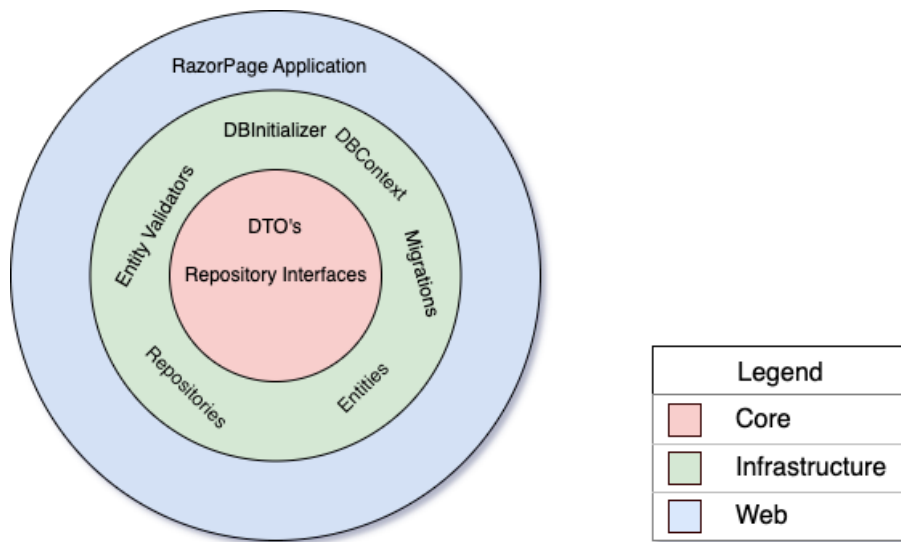 RazorPage Application
DBInitializer
DBContext
Entity Validators
DTO's
Migrations
Repository Interfaces
Repositories
Entities
Legend
Core
Infrastructure
Web